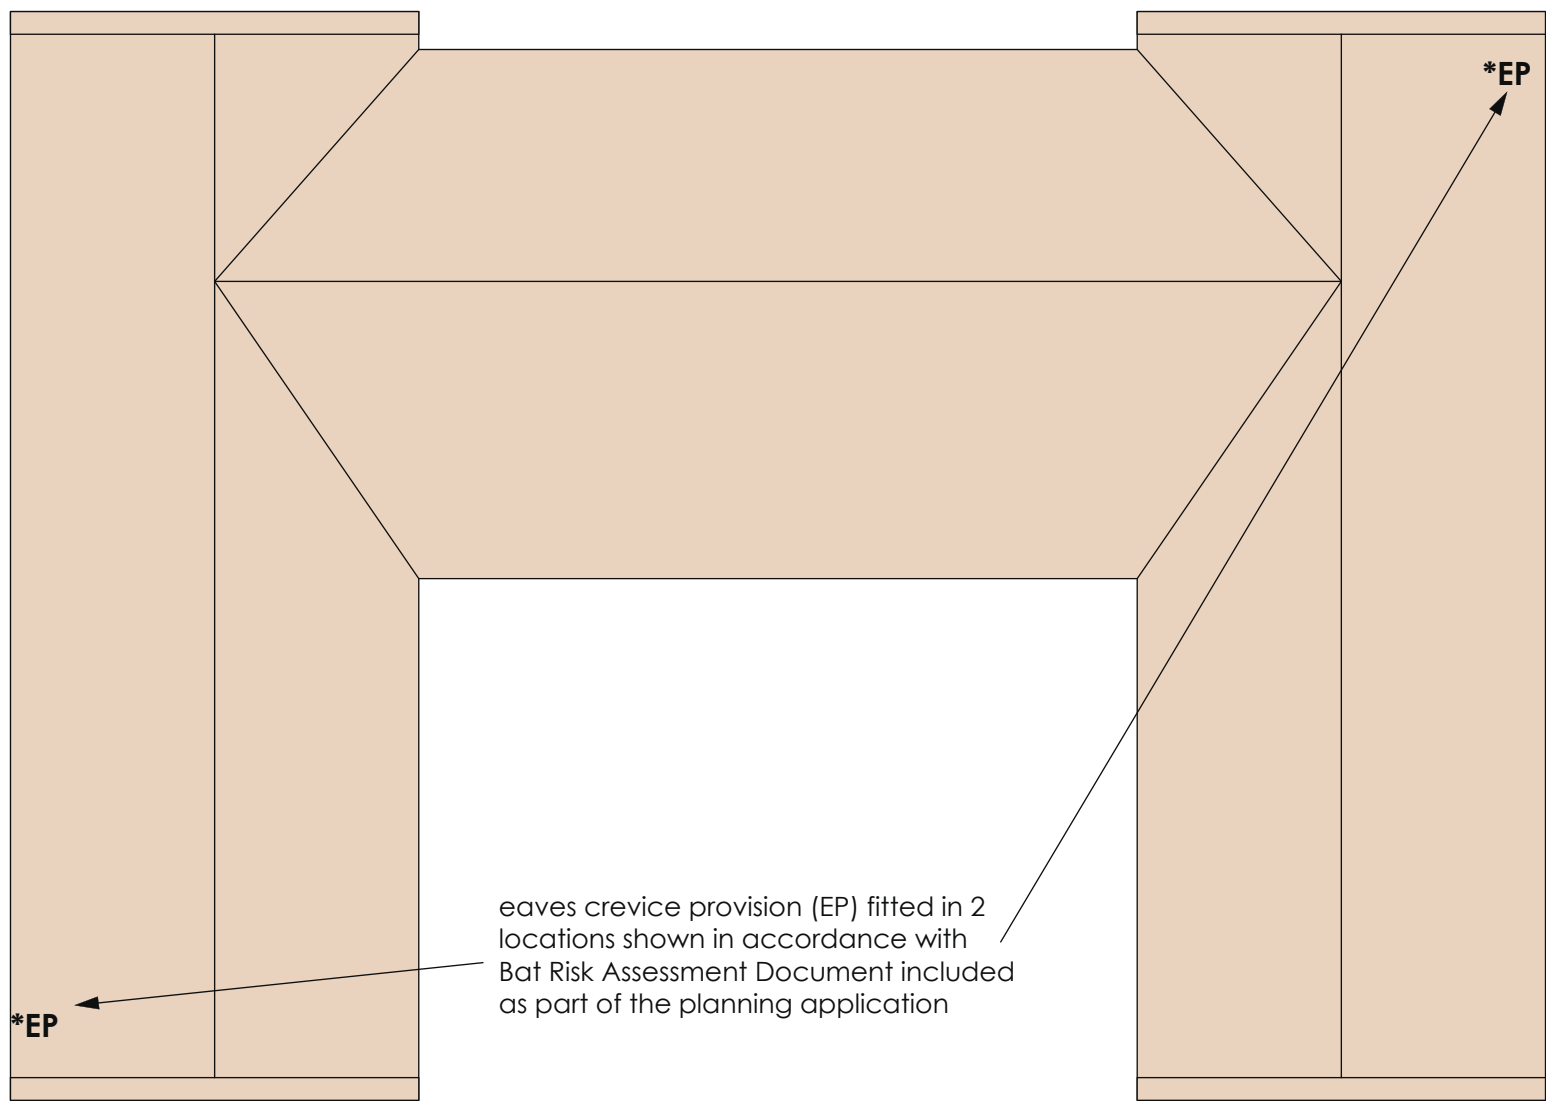 *EP
eaves crevice provision (EP) fitted in 2
locations shown in accordance with
Bat Risk Assessment Document included
as part of the planning application
*EP